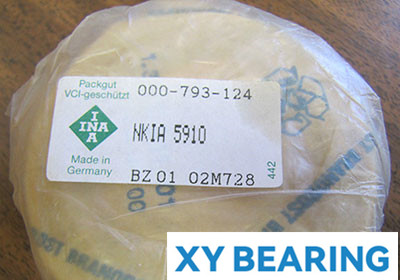 Packgut
VCI-geschützt 000-793-124
INA
NKIA 5910
Made in
Germany
BZ 01 02M728
442
XY BEARING